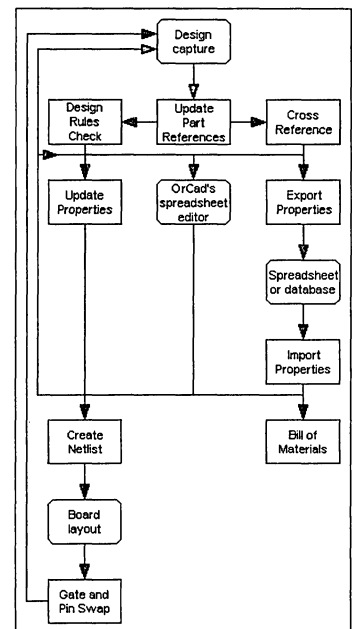 Design
capture
Design
Rules
Check
Update
Part
References
Cross
Reference
Update
Properties
OrCad's
spreadsheet
editor
Export
Properties
Spreadsheet
or database
Import
Properties
Create
Netlist
Bill of
Materials
Board
layout
Gate and
Pin Swap